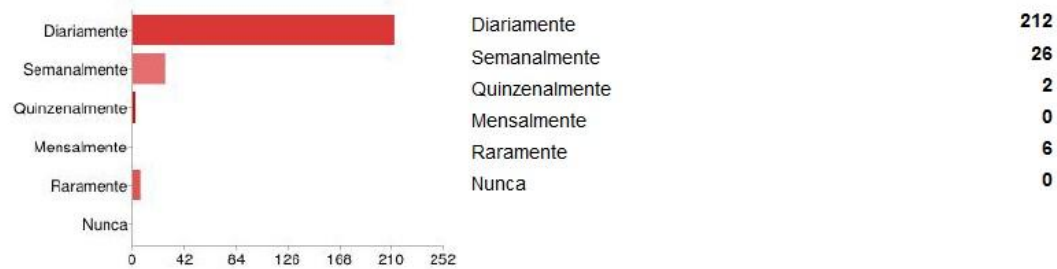 Diariamente
Semanalmente
Quinzenalmente
Mensalmente
Raramente
Nunca
0 42 84 126 168 210 252
Diariamente 212
Semanalmente 26
Quinzenalmente 2
Mensalmente 0
Raramente 6
Nunca 0